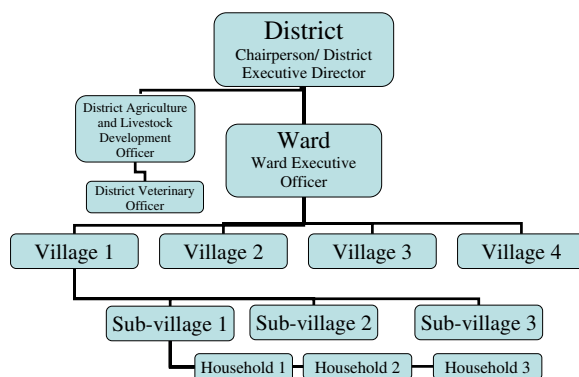 District
Chairperson/ District
Executive Director
District Agriculture
and Livestock
Development
Officer
Ward
Ward Executive
Officer
District Veterinary
Officer
Village 1
Village 2
Village 3
Village 4
Sub-village 1
Sub-village 2
Sub-village 3
Household 1
Household 2
Household 3